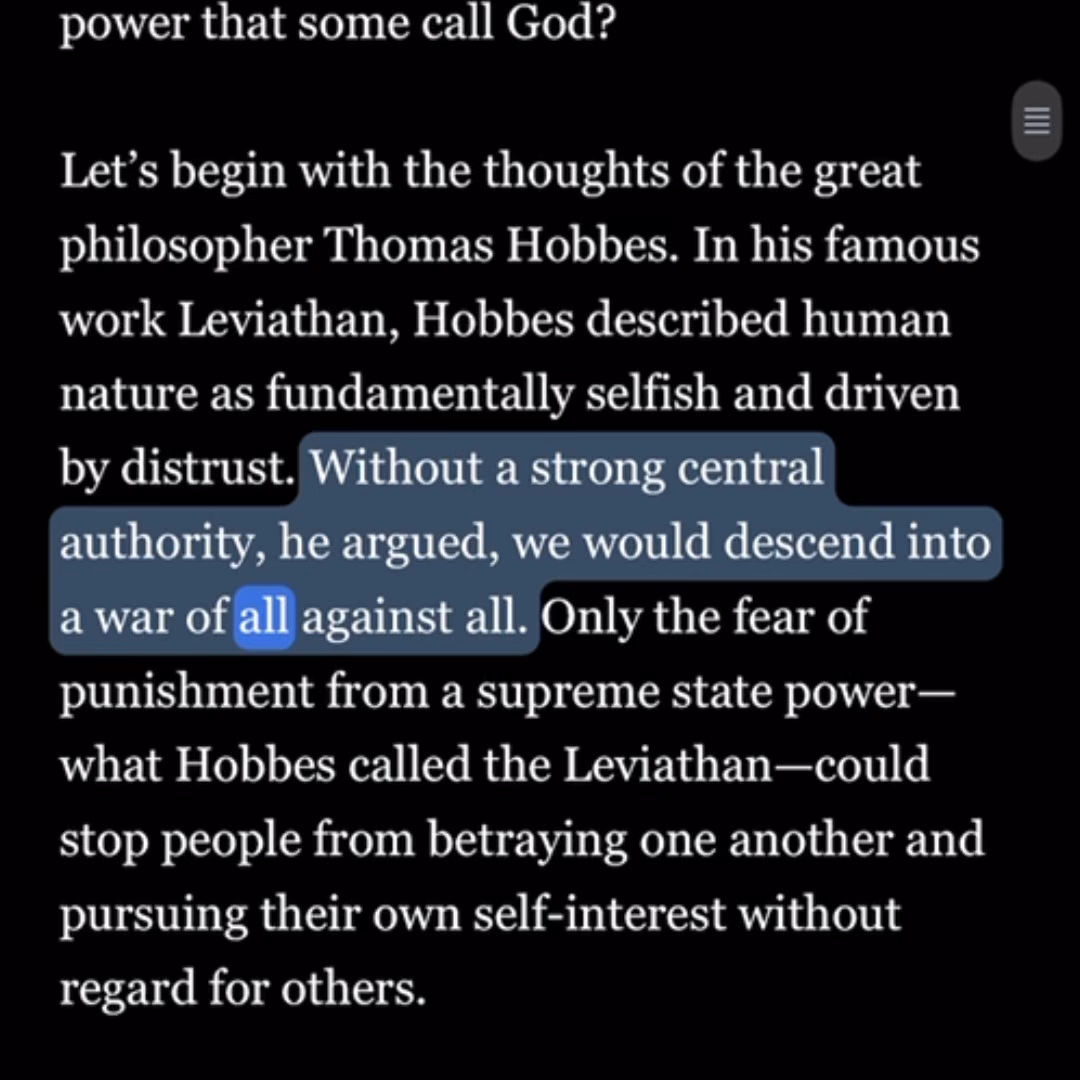 power that some call God?
Let’s begin with the thoughts of the great
philosopher Thomas Hobbes. In his famous
work Leviathan, Hobbes described human
nature as fundamentally selfish and driven
by distrust. Without a strong central
authority, he argued, we would descend into
a war of all against all. Only the fear of
punishment from a supreme state power—
what Hobbes called the Leviathan—could
stop people from betraying one another and
pursuing their own self-interest without
regard for others.